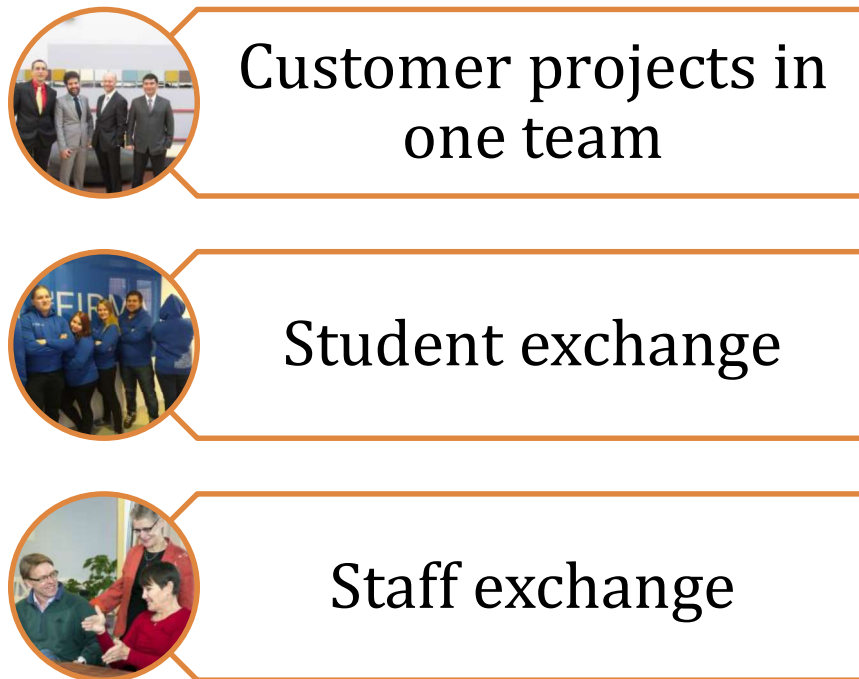 Customer projects in
one team
Student exchange
Staff exchange